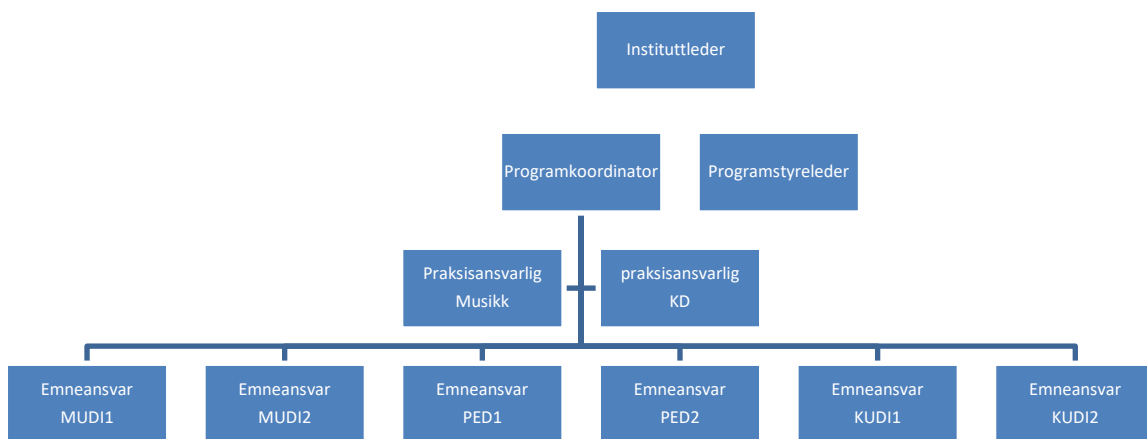 Instituttleder
Programkoordinator
Programstyreleder
Praksisansvarlig
Musikk
praksisansvarlig
KD
Emneansvar
MUDI1
Emneansvar
MUDI2
Emneansvar
PED1
Emneansvar
PED2
Emneansvar
KUDI1
Emneansvar
KUDI2